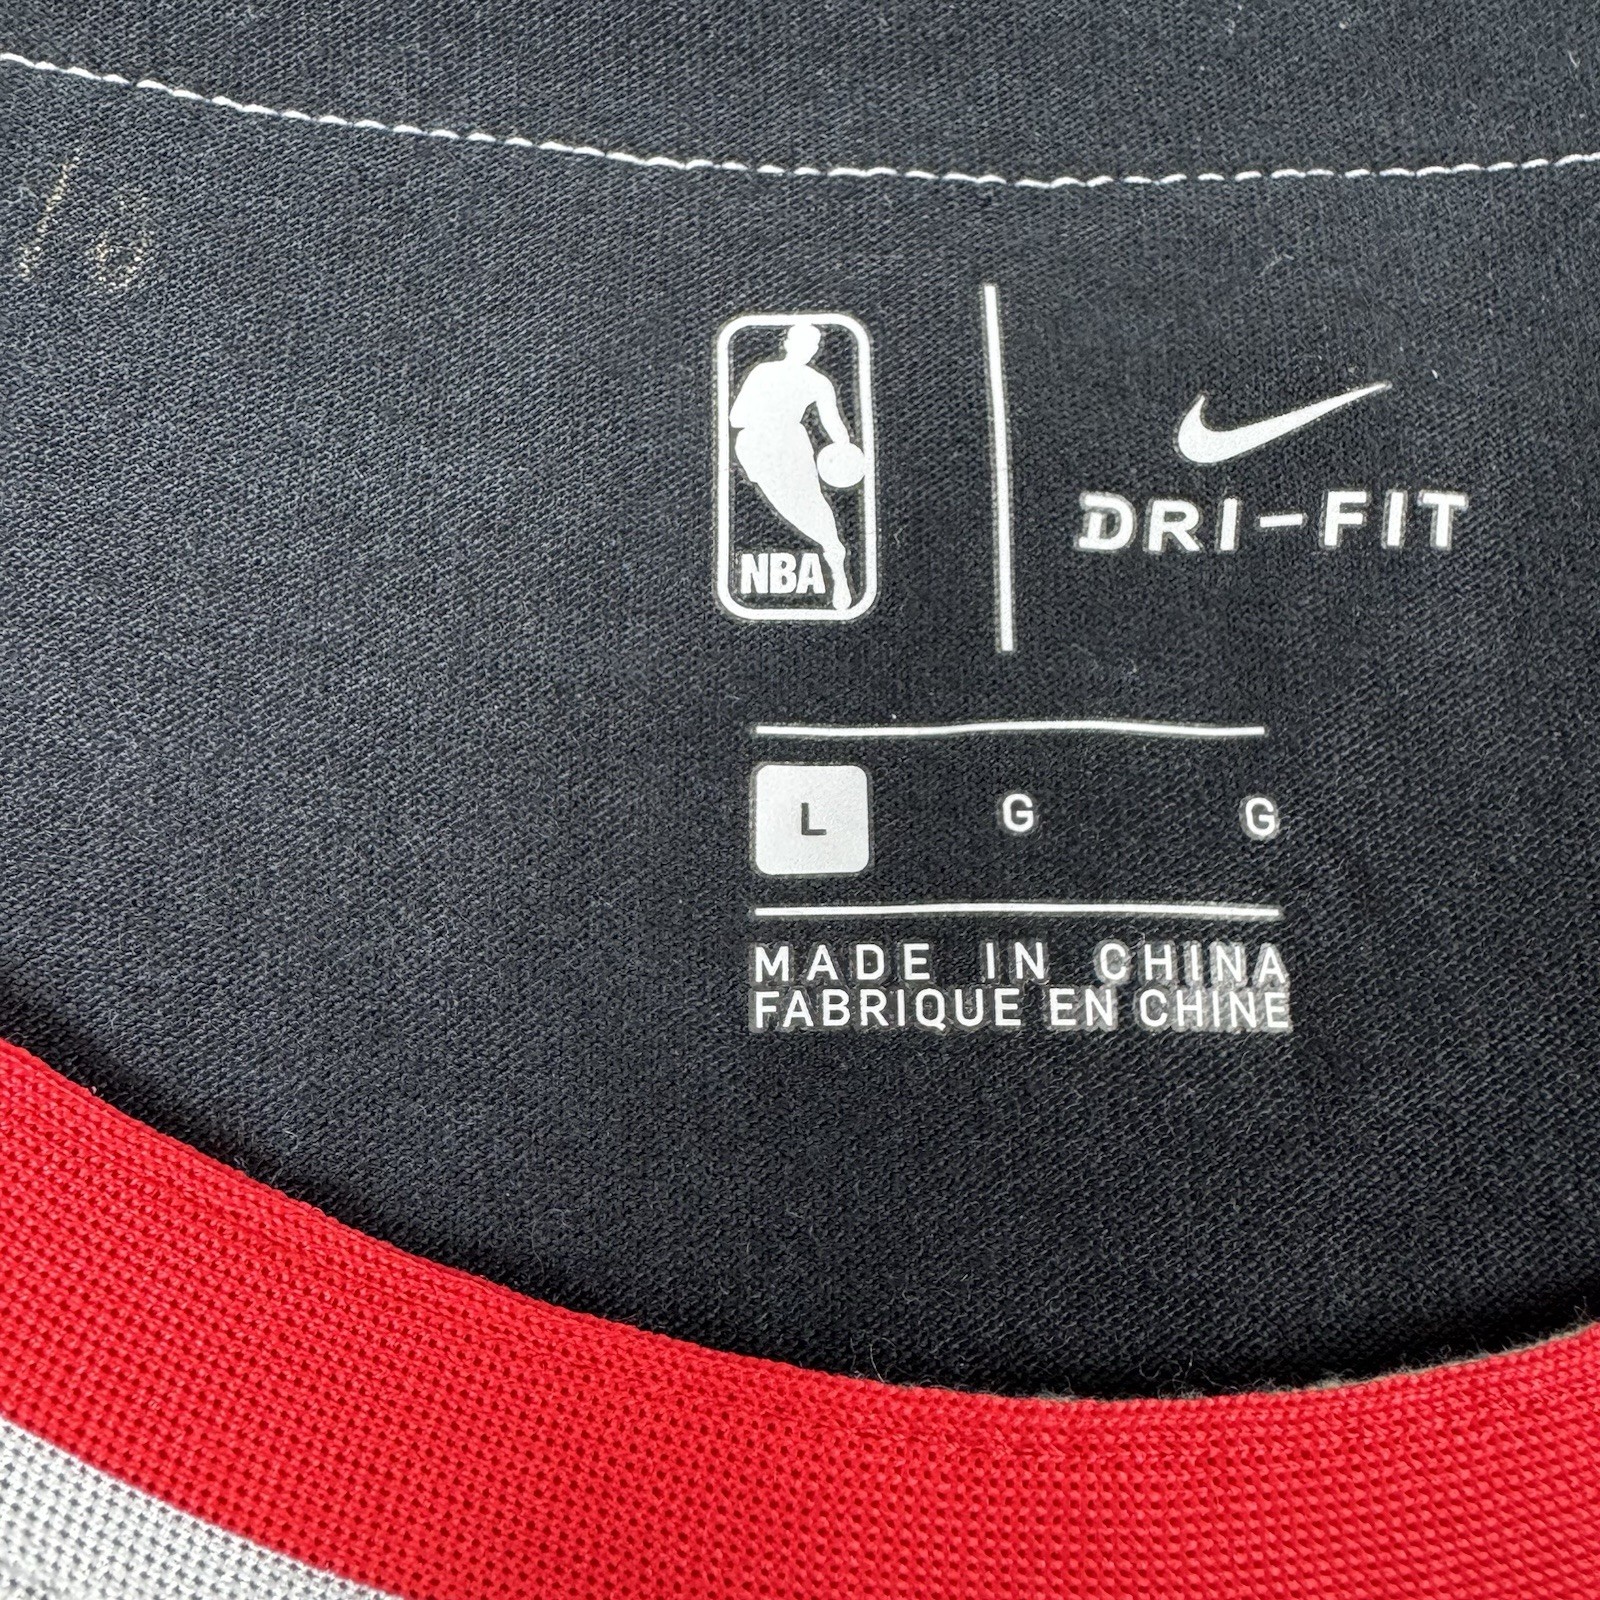 NBA
DRI-FIT
L G G
MADE IN CHINA
FABRIQUE EN CHINE